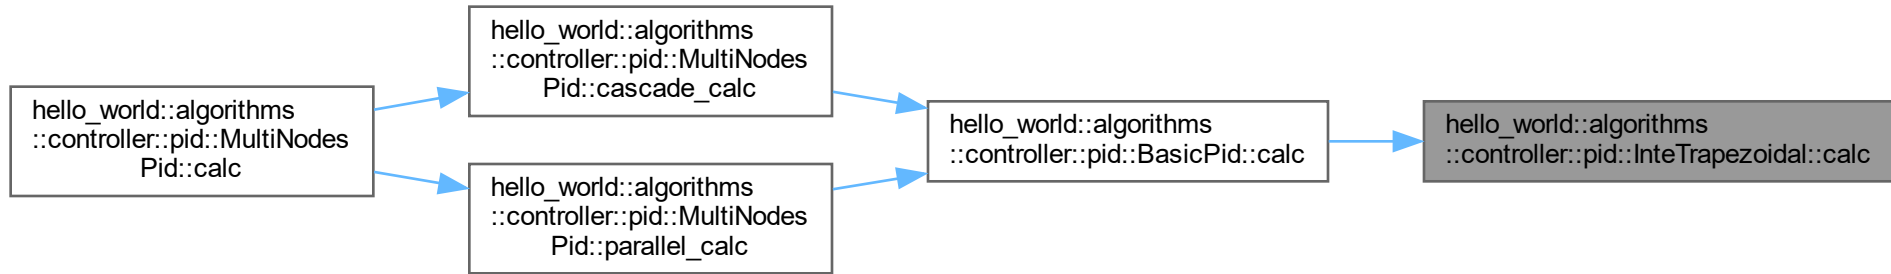 hello_world::algorithms
::controller::pid::MultiNodes
Pid::calc
hello_world::algorithms
::controller::pid::MultiNodes
Pid::cascade_calc
hello_world::algorithms
::controller::pid::MultiNodes
Pid::parallel_calc
hello_world::algorithms
::controller::pid::BasicPid::calc
hello_world::algorithms
::controller::pid::InteTrapezoidal::calc